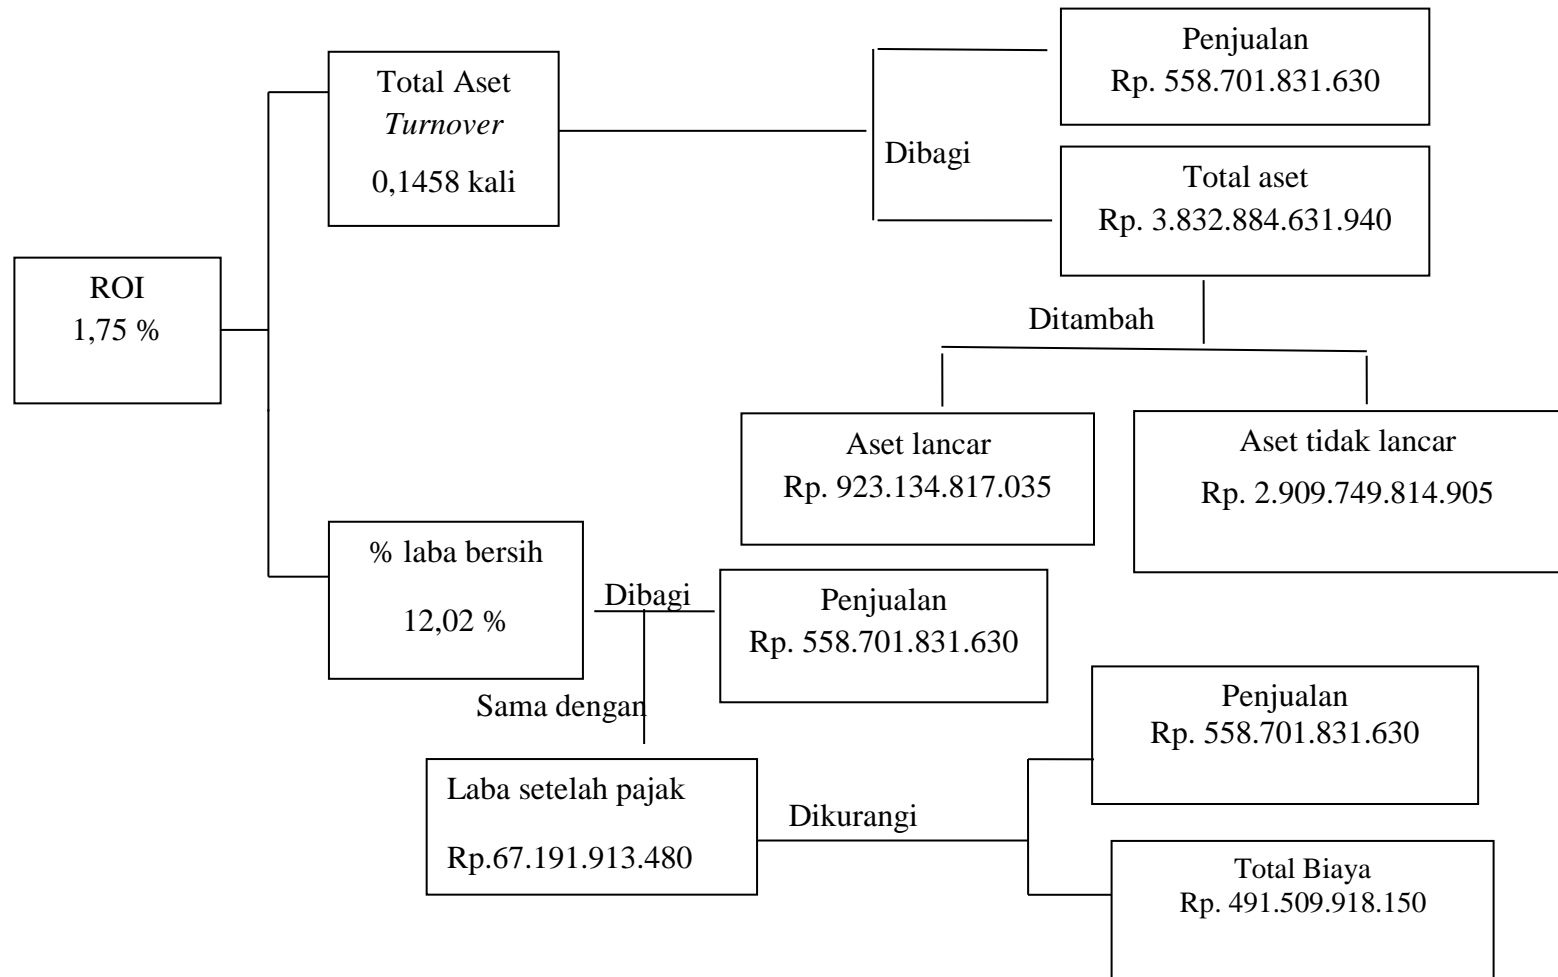 Penjualan
Rp. 558.701.831.630
Total Aset
Turnover
0,1458 kali
Dibagi
Total aset
Rp. 3.832.884.631.940
ROI
1,75 %
Ditambah
Aset lancar
Rp. 923.134.817.035
Aset tidak lancar
Rp. 2.909.749.814.905
% laba bersih
12,02 %
Dibagi
Penjualan
Rp. 558.701.831.630
Sama dengan
Penjualan
Rp. 558.701.831.630
Laba setelah pajak
Rp.67.191.913.480
Dikurangi
Total Biaya
Rp. 491.509.918.150